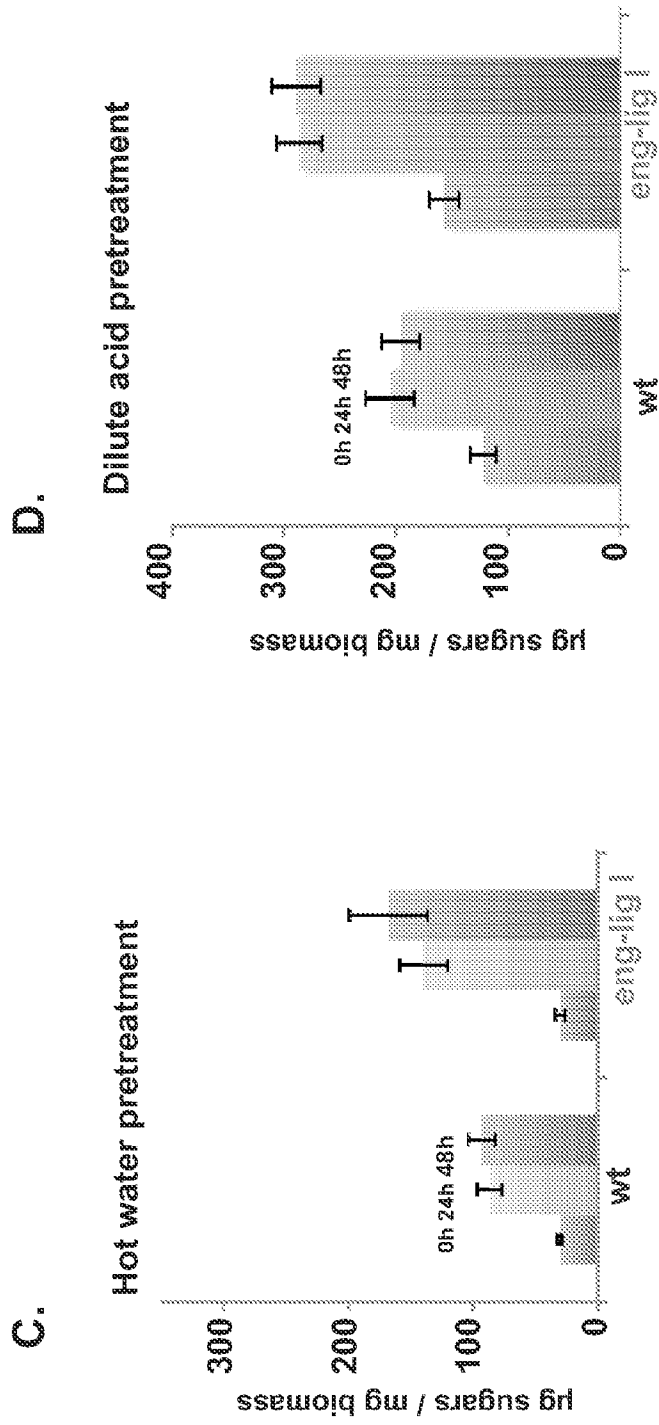 C.
Hot water pretreatment
µg sugars / mg biomass
300
200
100
0
0h 24h 48h
wt
eng-lig I
D.
Dilute acid pretreatment
µg sugars / mg biomass
400
300
200
100
0
0h 24h 48h
wt
eng-lig I